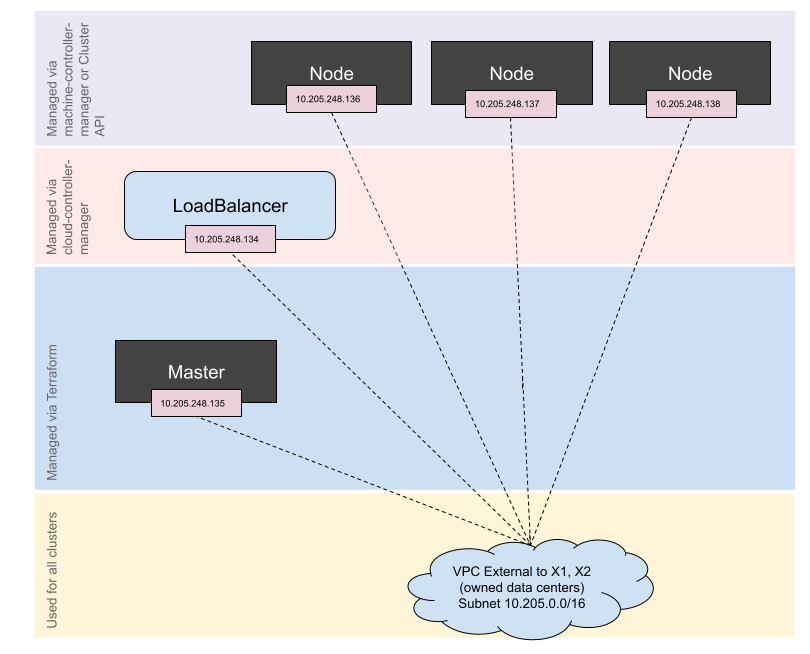 Managed via
machine-controller-
manager or Cluster
API
Node
10.205.248.136
Node
10.205.248.137
Node
10.205.248.138
Managed via
cloud-controller-
manager
LoadBalancer
10.205.248.134
Managed via Terraform
Master
10.205.248.135
Used for all clusters
VPC External to X1, X2
(owned data centers)
Subnet 10.205.0.0/16